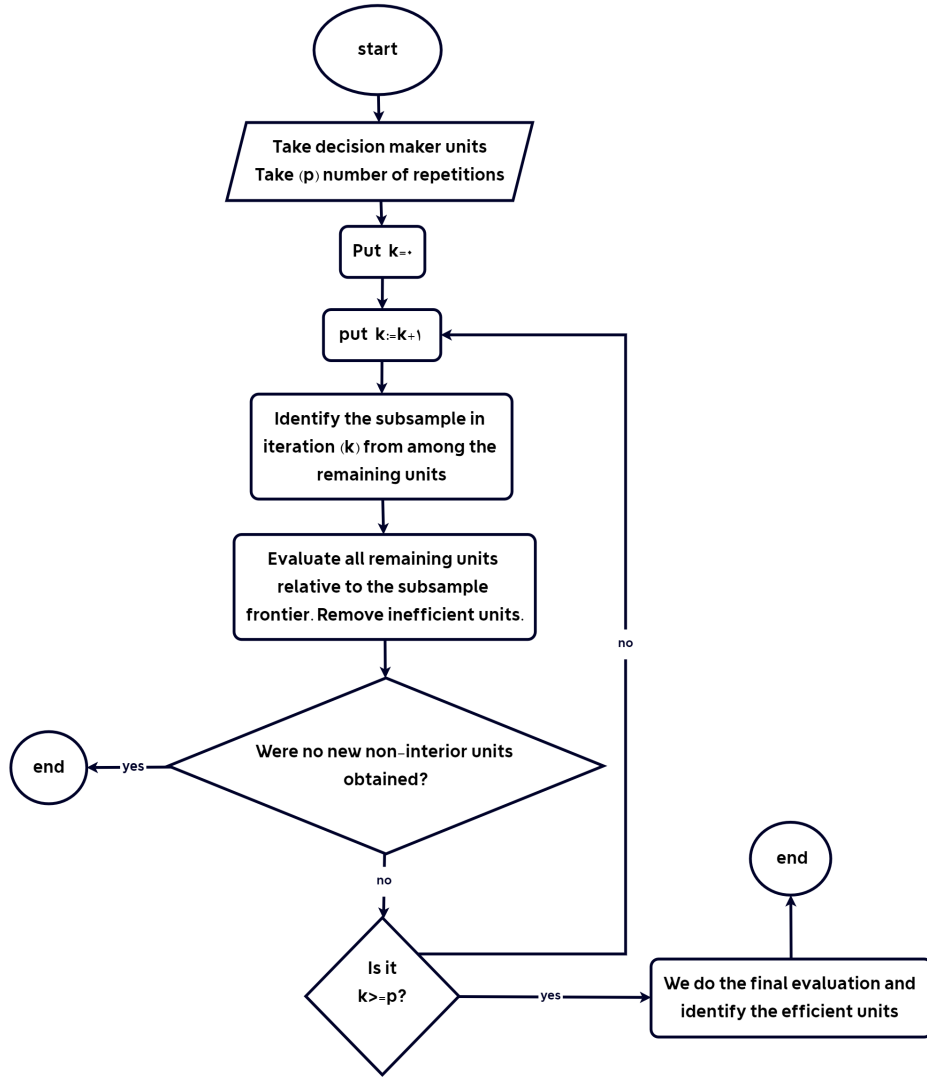 start
Take decision maker units
Take (p) number of repetitions
Put k=۰
put k:=k+۱
Identify the subsample in
iteration (k) from among the
remaining units
Evaluate all remaining units
relative to the subsample
frontier. Remove inefficient units.
no
Were no new non-interior units
obtained?
yes
end
no
end
Is it
k>=p?
yes
We do the final evaluation and
identify the efficient units